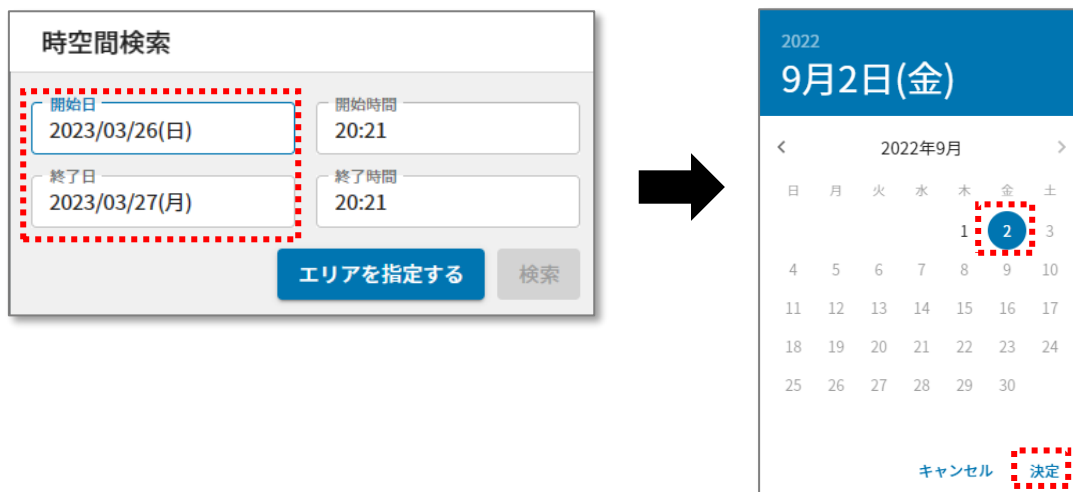 時空間検索
開始日
2023/03/26(日)
開始時間
20:21
終了日
2023/03/27(月)
終了時間
20:21
エリアを指定する
検索
2022
9月2日(金)
2022年9月
日 月 火 水 木 金 土
1 2 3
4 5 6 7 8 9 10
11 12 13 14 15 16 17
18 19 20 21 22 23 24
25 26 27 28 29 30
キャンセル 決定